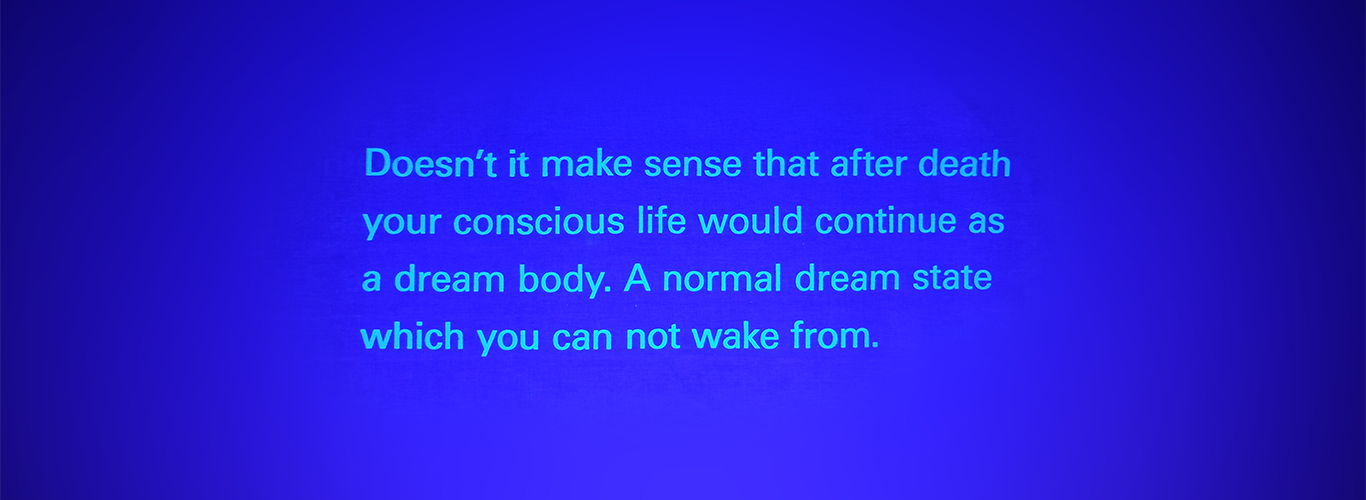 Doesn't it make sense that after death
your conscious life would continue as
a dream body. A normal dream state
which you can not wake from.